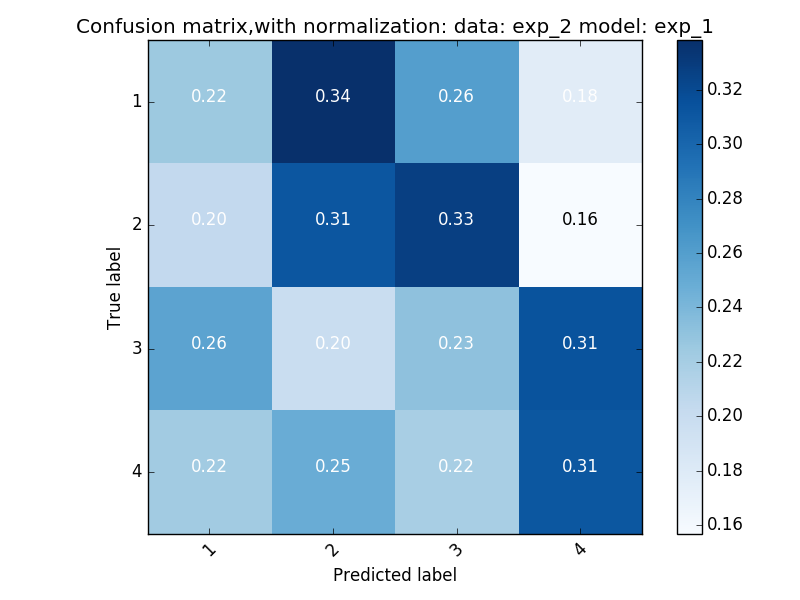 Confusion matrix,with normalization: data: exp_2 model: exp_1
1 0.22 0.34 0.26 0.18
2 0.20 0.31 0.33 0.16
3 0.26 0.20 0.23 0.31
4 0.22 0.25 0.22 0.31
1 2 3 4
True label
Predicted label
0.32
0.30
0.28
0.26
0.24
0.22
0.20
0.18
0.16